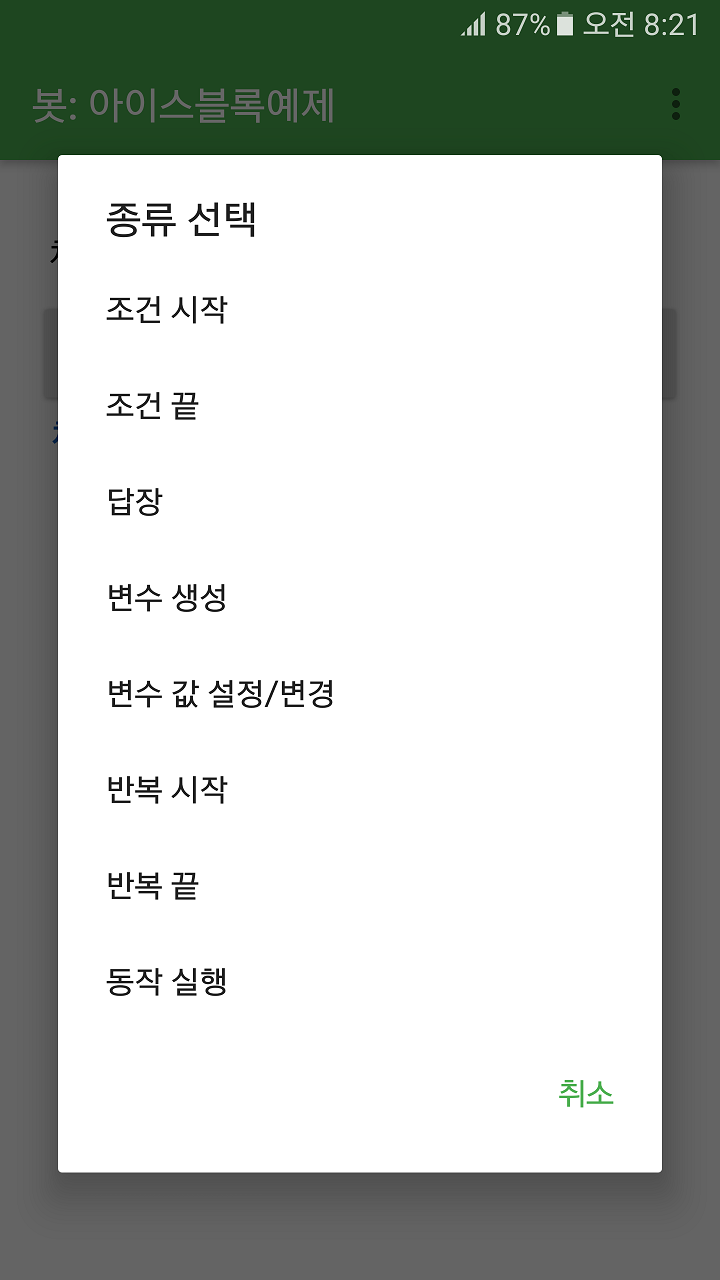 87% 오전 8:21
봇: 아이스블록예제
종류 선택
조건 시작
조건 끝
답장
변수 생성
변수 값 설정/변경
반복 시작
반복 끝
동작 실행
취소